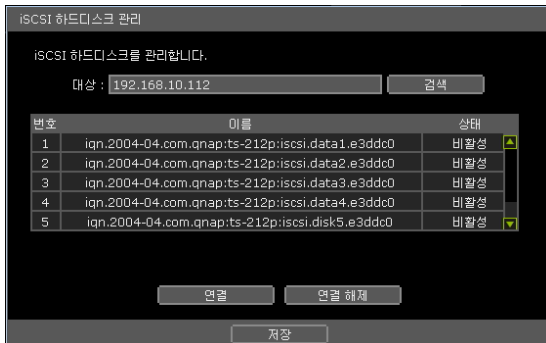 iSCSI 하드디스크 관리
iSCSI 하드디스크를 관리합니다.
대상 : 192.168.10.112 검색
번호 이름 상태
1 iqn.2004-04.com.qnap:ts-212p:iscsi.data1.e3ddc0 비활성
2 iqn.2004-04.com.qnap:ts-212p:iscsi.data2.e3ddc0 비활성
3 iqn.2004-04.com.qnap:ts-212p:iscsi.data3.e3ddc0 비활성
4 iqn.2004-04.com.qnap:ts-212p:iscsi.data4.e3ddc0 비활성
5 iqn.2004-04.com.qnap:ts-212p:iscsi.disk5.e3ddc0 비활성
연결 연결 해제
저장